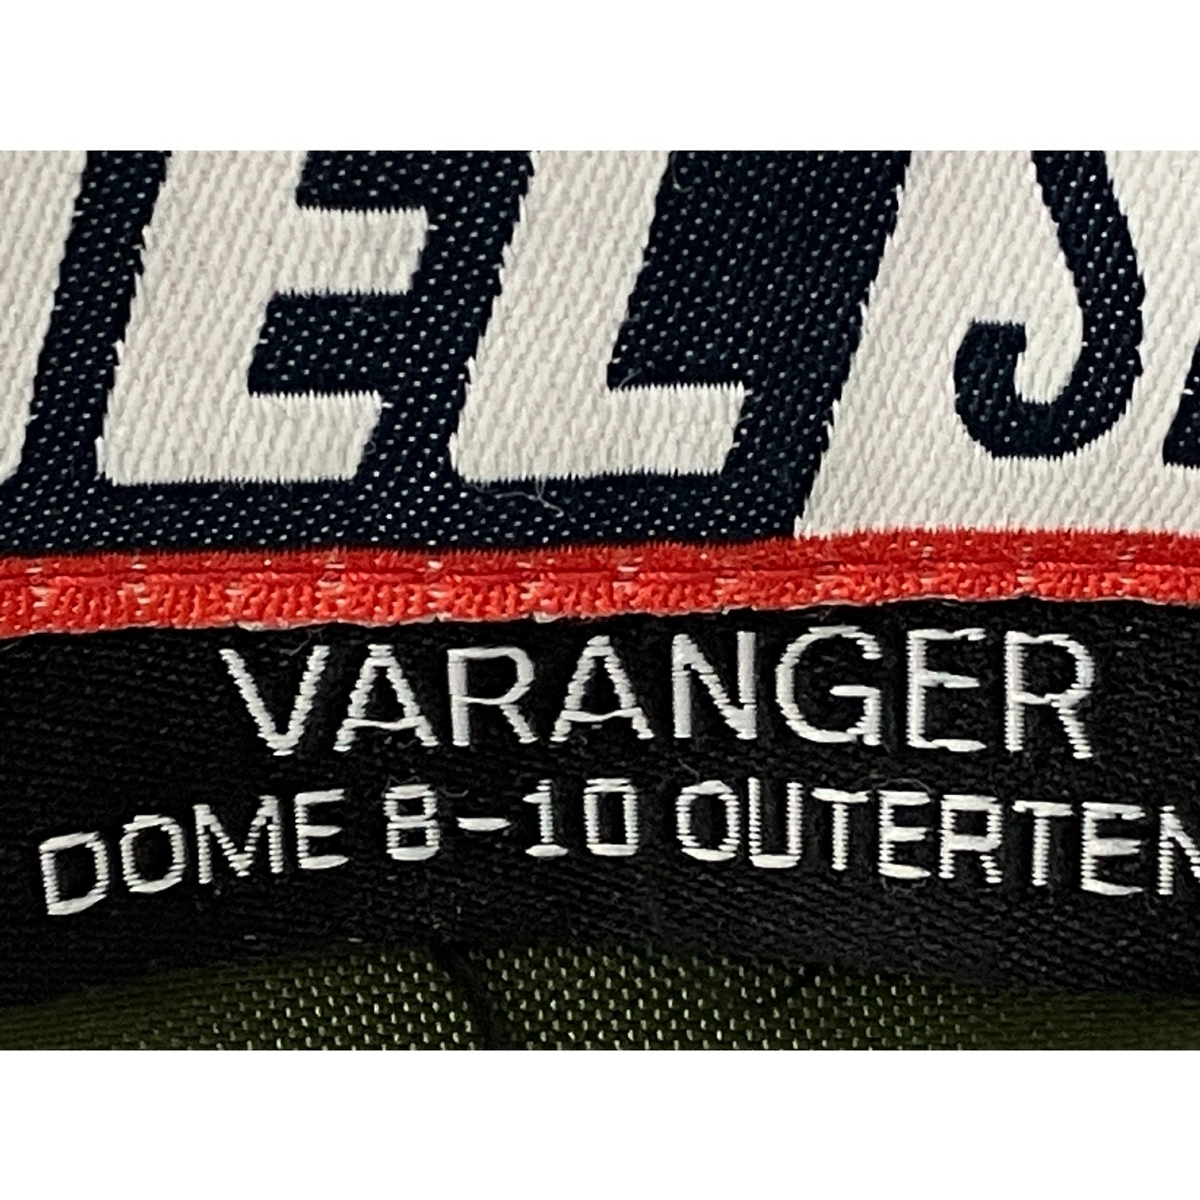 VARANGER
DOME 8-10 OUTERTEN